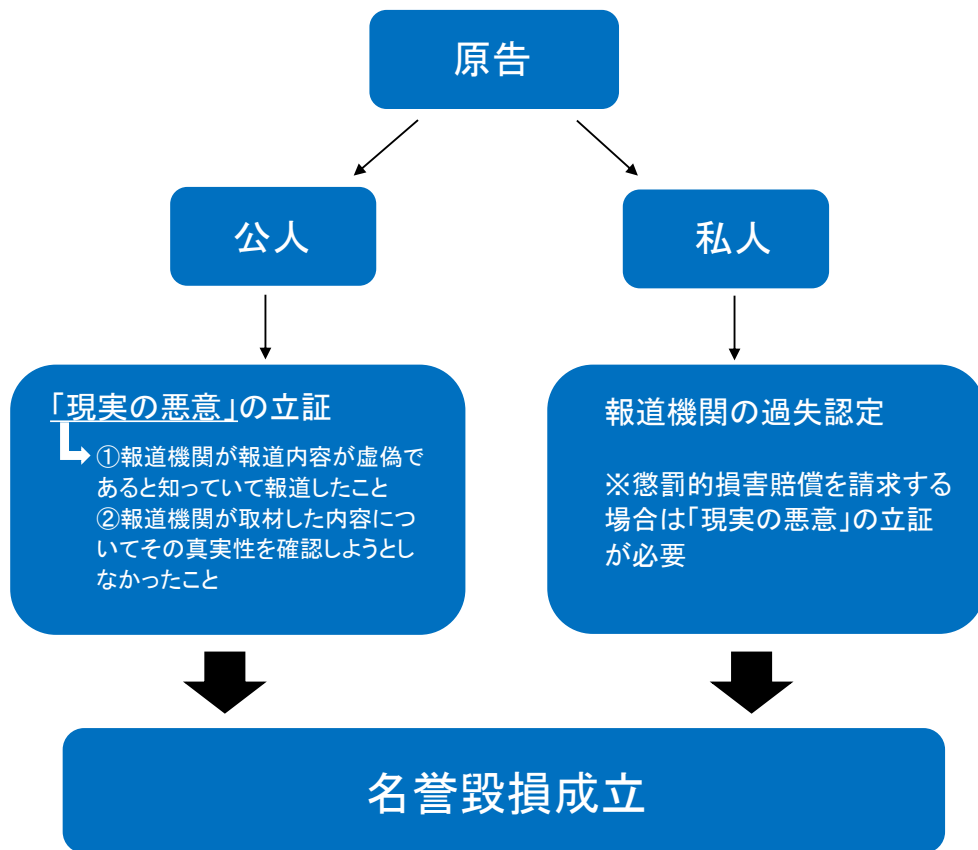 原告
公人
私人
「現実の悪意」の立証
①報道機関が報道内容が虚偽で
あると知っていて報道したこと
②報道機関が取材した内容につ
いてその真実性を確認しようとし
なかったこと
報道機関の過失認定
※懲罰的損害賠償を請求する
場合は「現実の悪意」の立証
が必要
名誉毀損成立